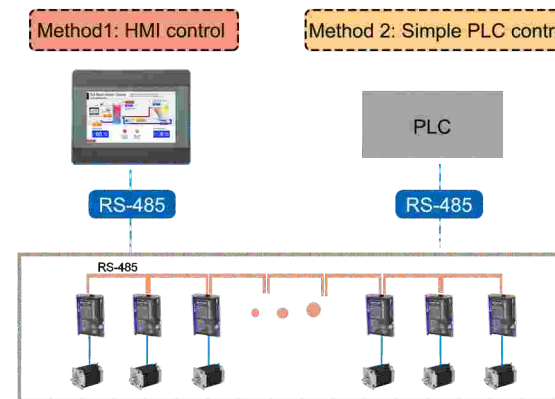 Method1: HMI control
Method 2: Simple PLC contr
PLC
RS-485
RS-485
RS-485